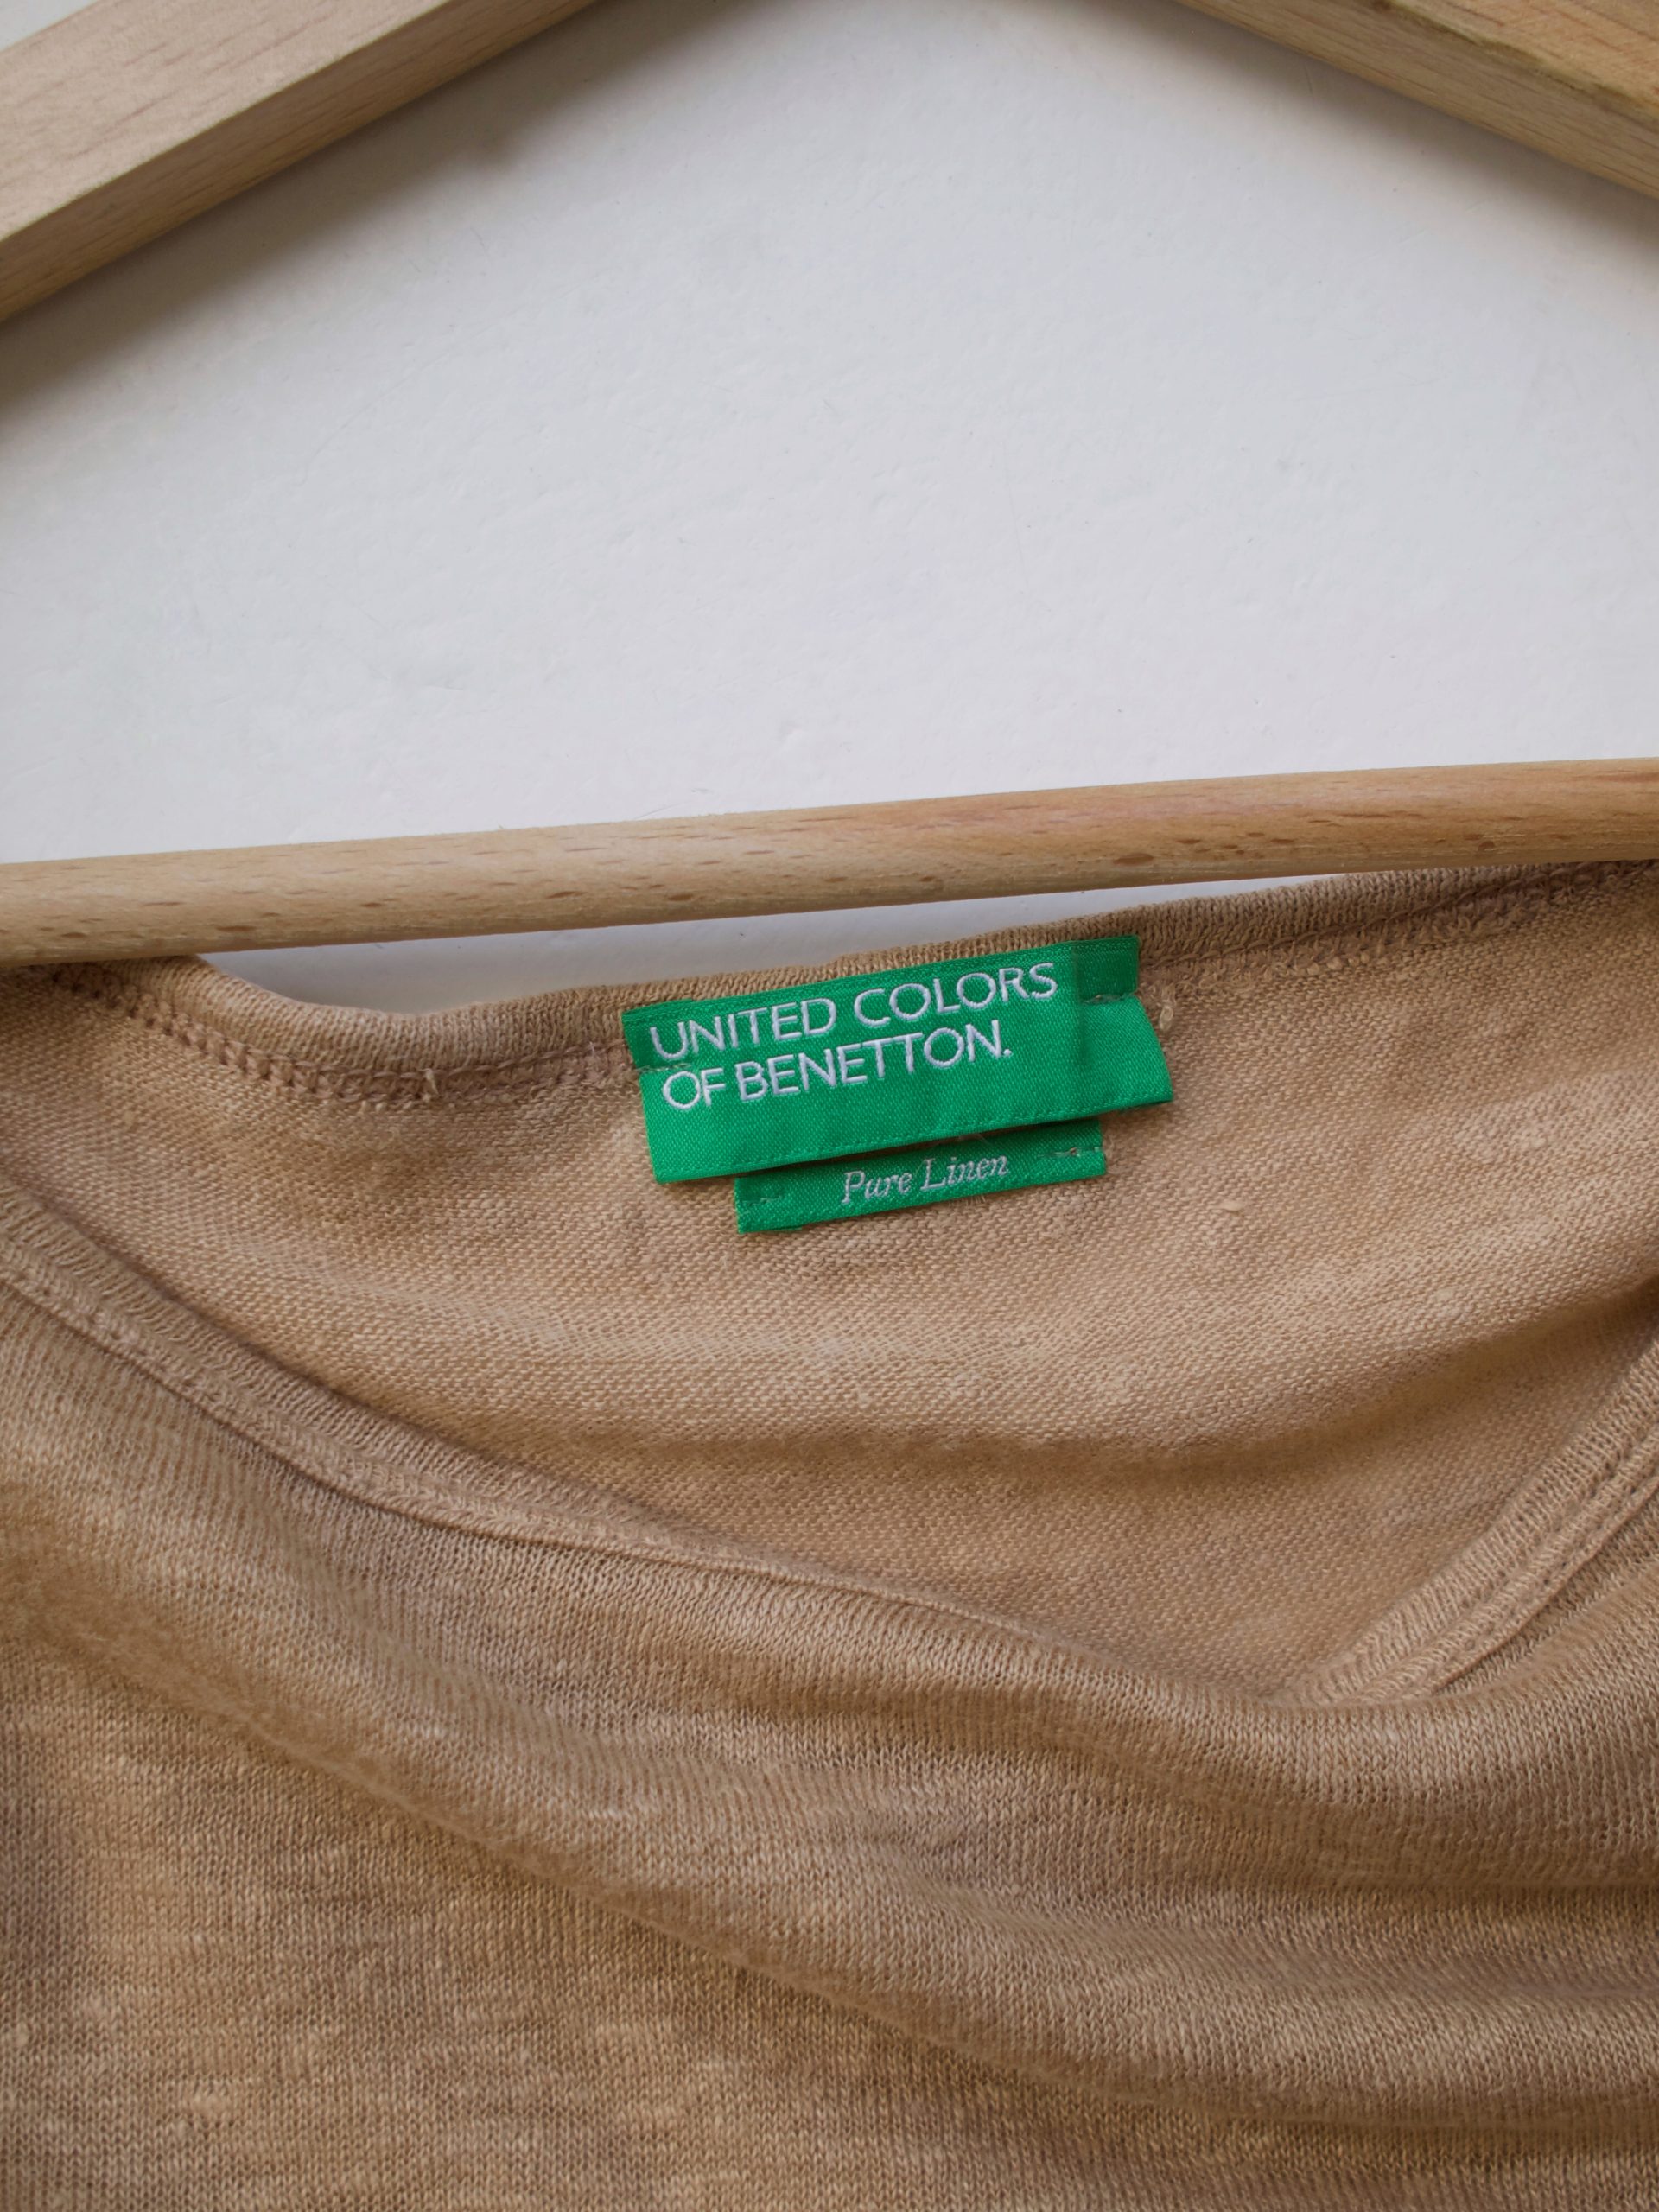 UNITED COLORS
OF BENETTON.
Pure Linen